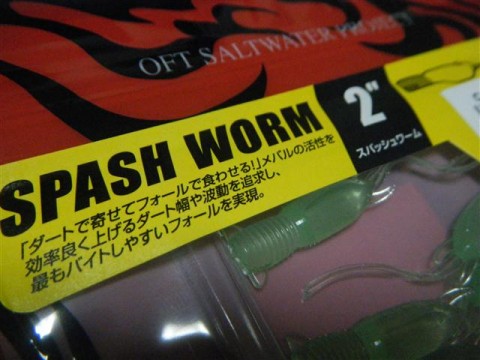 OFT SALTWATER PROJECT
SPASH WORM
2"
スパッシュワーム
「ダートで寄せてフォールで食わせる!」メバルの活性を
効率良く上げるダート幅や波動を追求し、
最もバイトしやすいフォールを実現。